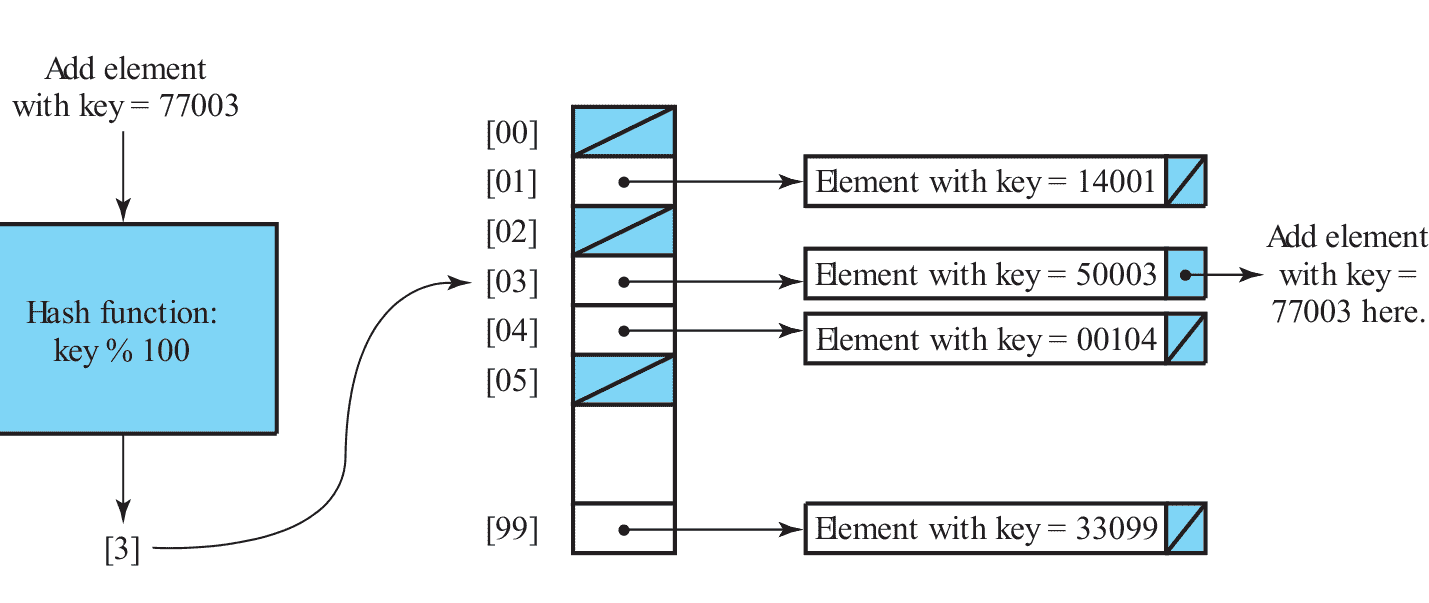 Add element
with key = 77003
Hash function:
key % 100
[3]
[00]
[01]
[02]
[03]
[04]
[05]
[99]
Element with key = 14001
Element with key = 50003
Element with key = 00104
Element with key = 33099
Add element
with key =
77003 here.